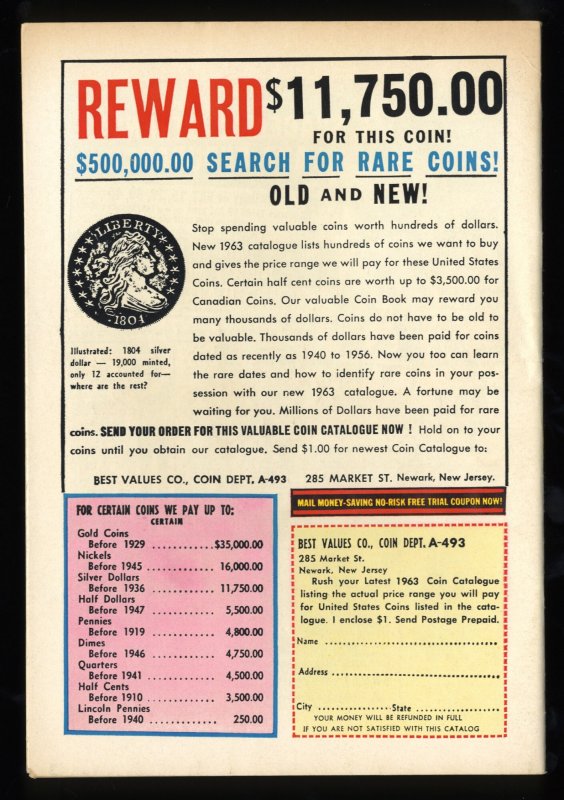 REWARD $11,750.00
FOR THIS COIN!
$500,000.00 SEARCH FOR RARE COINS!
OLD AND NEW!
LIBERTY
1804
Illustrated: 1804 silver
dollar — 19,000 minted,
only 12 accounted for—
where are the rest?
Stop spending valuable coins worth hundreds of dollars.
New 1963 catalogue lists hundreds of coins we want to buy
and gives the price range we will pay for these United States
Coins. Certain half cent coins are worth up to $3,500.00 for
Canadian Coins. Our valuable Coin Book may reward you
many thousands of dollars. Coins do not have to be old to
be valuable. Thousands of dollars have been paid for coins
dated as recently as 1940 to 1956. Now you too can learn
the rare dates and how to identify rare coins in your pos-
session with our new 1963 catalogue. A fortune may be
waiting for you. Millions of Dollars have been paid for rare
coins. SEND YOUR ORDER FOR THIS VALUABLE COIN CATALOGUE NOW ! Hold on to your
coins until you obtain our catalogue. Send $1.00 for newest Coin Catalogue to:
BEST VALUES CO., COIN DEPT. A-493 285 MARKET ST. Newark, New Jersey.
FOR CERTAIN COINS WE PAY UP TO:
CERTAIN
Gold Coins
Before 1929 ............$35,000.00
Nickels
Before 1945 ............ 16,000.00
Silver Dollars
Before 1936 ............ 11,750.00
Half Dollars
Before 1947 ............ 5,500.00
Pennies
Before 1919 ............ 4,800.00
Dimes
Before 1946 ............ 4,750.00
Quarters
Before 1941 ............ 4,500.00
Half Cents
Before 1910 ............ 3,500.00
Lincoln Pennies
Before 1940 ............ 250.00
MAIL MONEY-SAVING NO-RISK FREE TRIAL COUPON NOW!
BEST VALUES CO., COIN DEPT. A-493
285 Market St.
Newark, New Jersey
Rush your Latest 1963 Coin Catalogue
listing the actual price range you will pay
for United States Coins listed in the cata-
logue. I enclose $1. Send Postage Prepaid.
Name ................................................
Address .............................................
City ........................State ....................
YOUR MONEY WILL BE REFUNDED IN FULL
IF YOU ARE NOT SATISFIED WITH THIS CATALOG